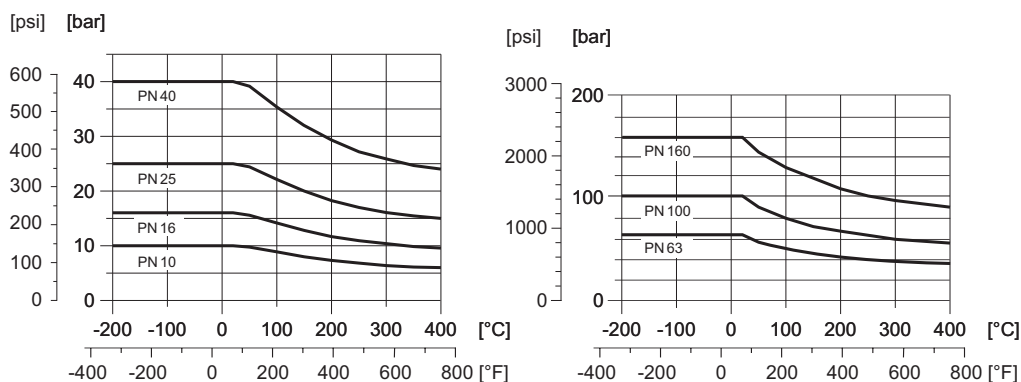 [psi] [bar]
600
500
400
300
200
100
0
40
30
20
10
0
PN 40
PN 25
PN 16
PN 10
-200 -100 0 100 200 300 400 [°C]
-400 -200 0 200 400 600 800 [°F]
[psi] [bar]
3000
2000
1000
0
200
100
0
PN 160
PN 100
PN 63
-200 -100 0 100 200 300 400 [°C]
-400 -200 0 200 400 600 800 [°F]